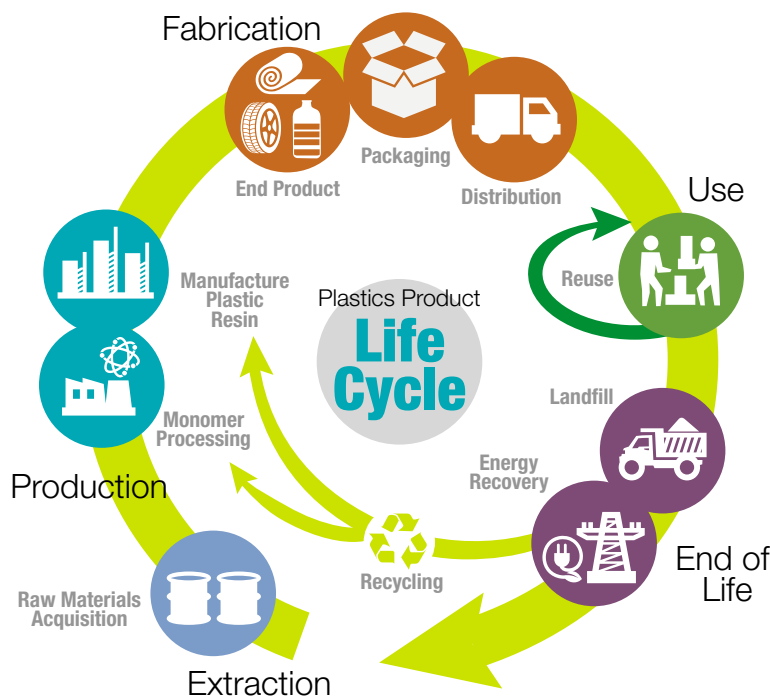 Fabrication
Packaging
End Product
Distribution
Use
Reuse
Manufacture
Plastic
Resin
Plastics Product
Life
Cycle
Landfill
Monomer
Processing
Energy
Recovery
Production
End of
Life
Recycling
Raw Materials
Acquisition
Extraction